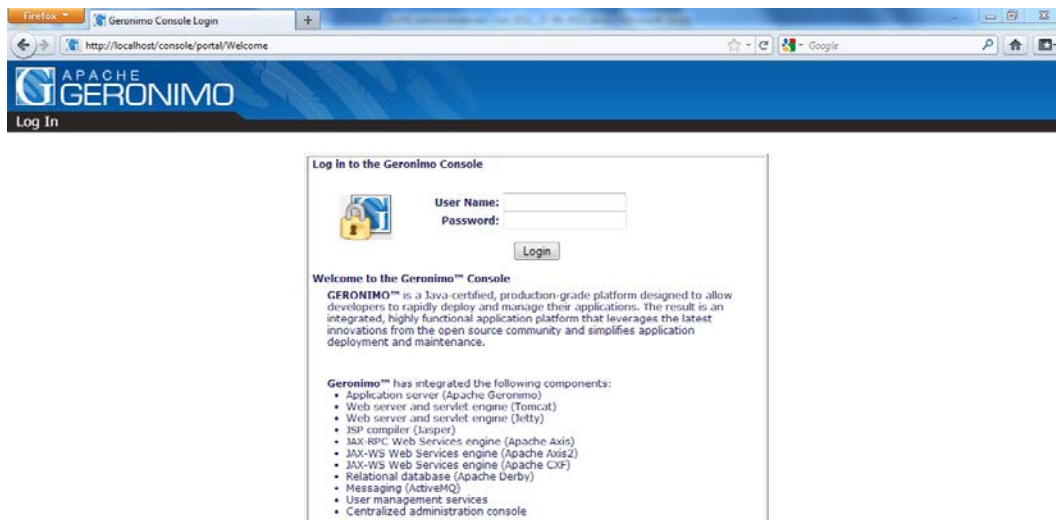 Firefox
Geronimo Console Login
http://localhost/console/portal/Welcome
Google
APACHE
GERONIMO
Log In
Log in to the Geronimo Console
User Name:
Password:
Login
Welcome to the Geronimo™ Console
GERONIMO™ is a Java-certified, production-grade platform designed to allow
developers to rapidly deploy and manage their applications. The result is an
integrated, highly functional application platform that leverages the latest
innovations from the open source community and simplifies application
deployment and maintenance.
Geronimo™ has integrated the following components:
• Application server (Apache Geronimo)
• Web server and servlet engine (Tomcat)
• Web server and servlet engine (Jetty)
• JSP compiler (Jasper)
• JAX-RPC Web Services engine (Apache Axis)
• JAX-WS Web Services engine (Apache Axis2)
• JAX-WS Web Services engine (Apache CXF)
• Relational database (Apache Derby)
• Messaging (ActiveMQ)
• User management services
• Centralized administration console